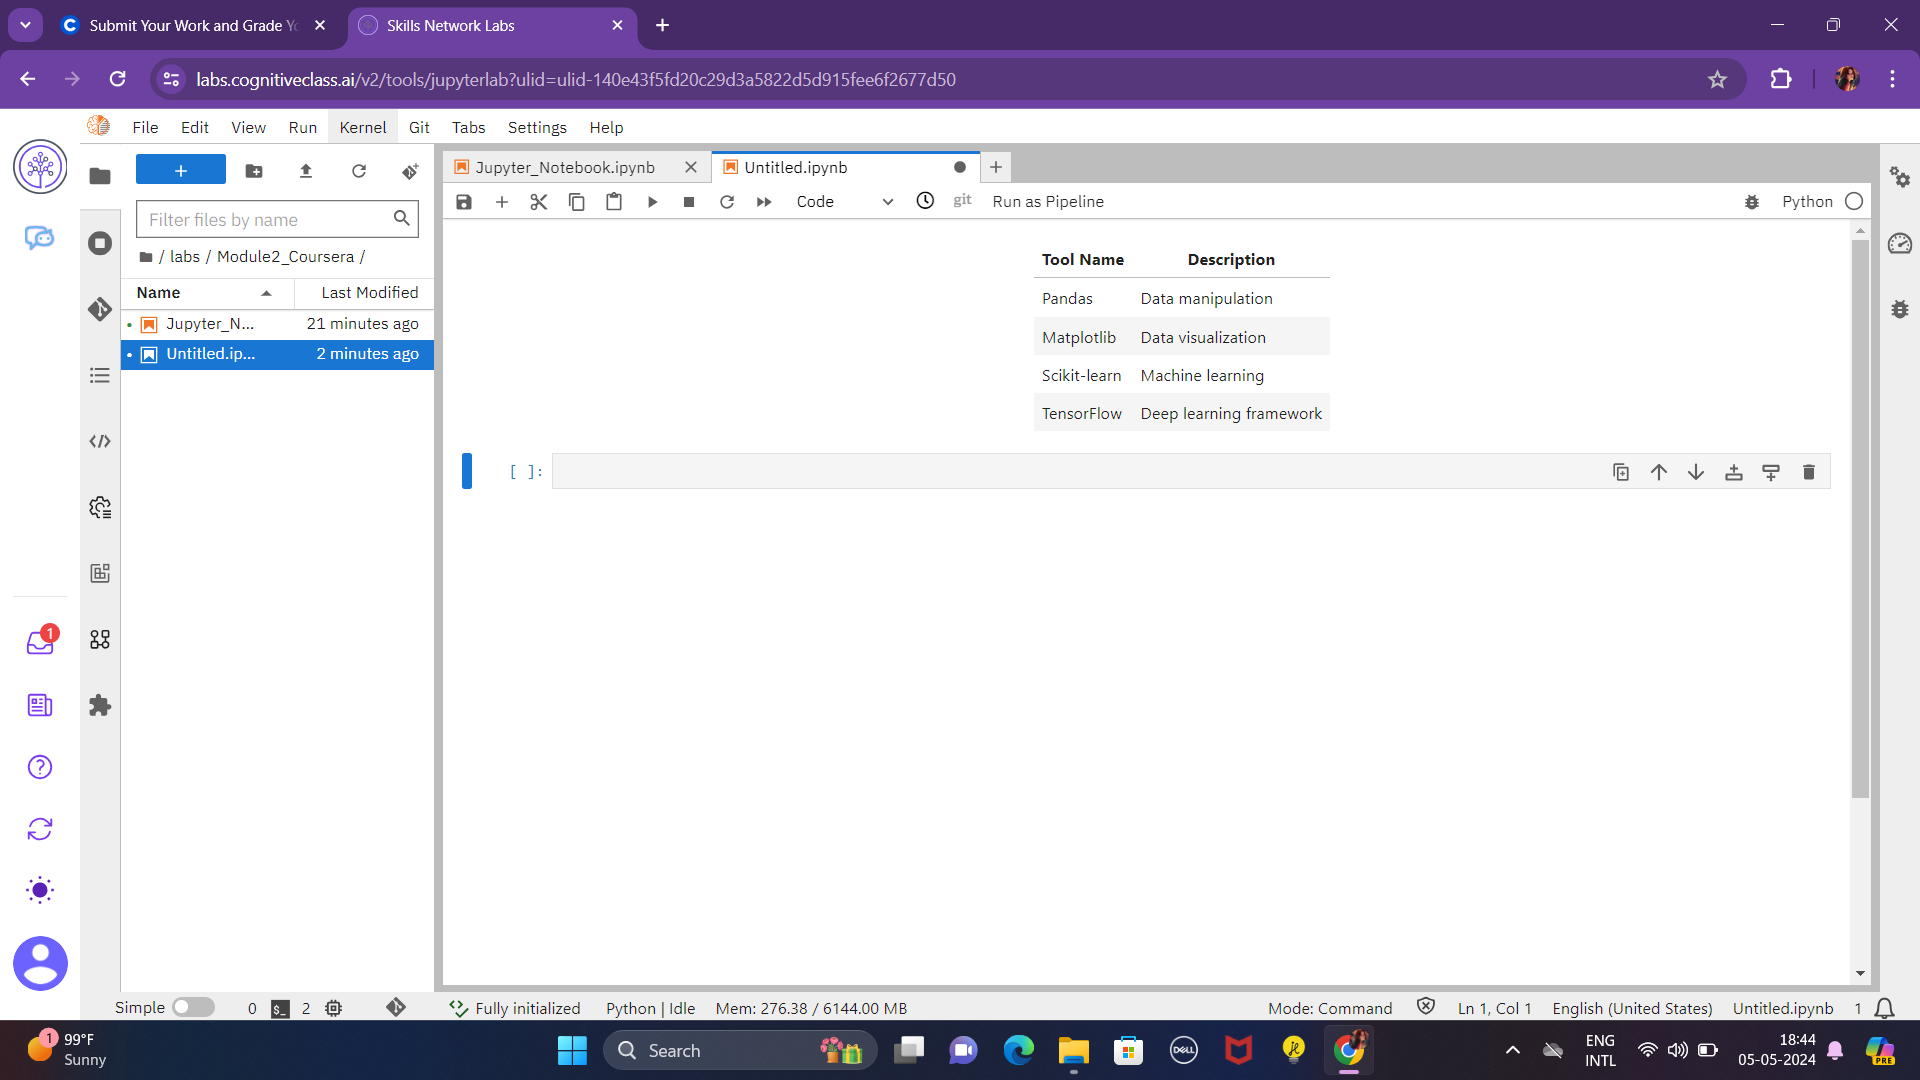 Submit Your Work and Grade Yo
Skills Network Labs
labs.cognitiveclass.ai/v2/tools/jupyterlab?ulid=ulid-140e43f5fd20c29d3a5822d5d915fee6f2677d50
File Edit View Run Kernel Git Tabs Settings Help
Jupyter_Notebook.ipynb
Untitled.ipynb
Code
git
Run as Pipeline
Python
Filter files by name
/ labs / Module2_Coursera /
Name Last Modified
Jupyter_N... 21 minutes ago
Untitled.ip... 2 minutes ago
Tool Name Description
Pandas Data manipulation
Matplotlib Data visualization
Scikit-learn Machine learning
TensorFlow Deep learning framework
[ ]:
1
Simple 0 $_ 2 Fully initialized Python | Idle Mem: 276.38 / 6144.00 MB Mode: Command Ln 1, Col 1 English (United States) Untitled.ipynb 1
1
99°F
Sunny
Search
DELL
ENG
INTL
18:44
05-05-2024
PRE